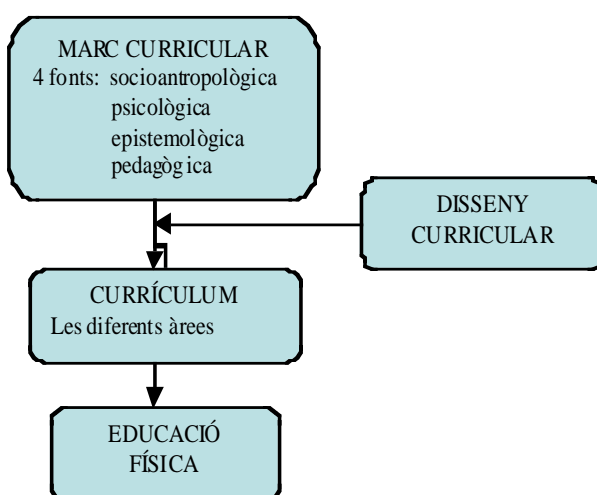 MARC CURRICULAR
4 fonts: socioantropològica
psicològica
epistemològica
pedagògica
DISSENY
CURRICULAR
CURRÍCULUM
Les diferents àrees
EDUCACIÓ
FÍSICA